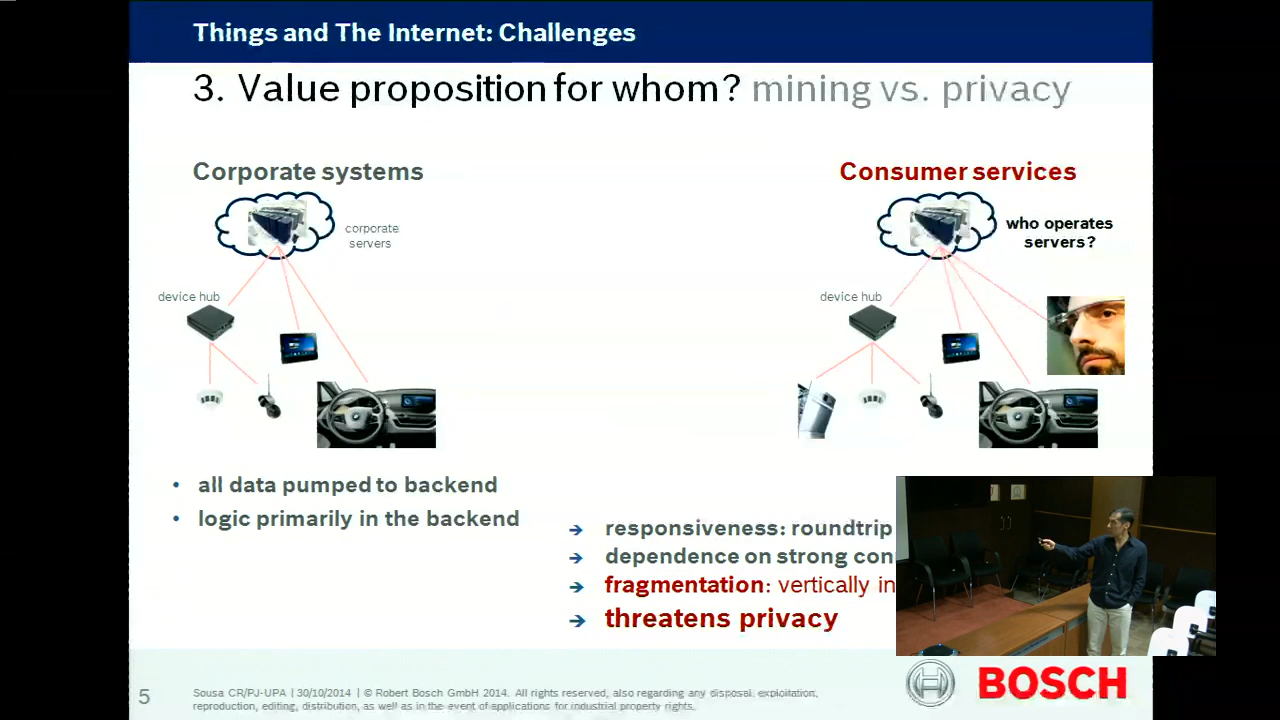 Things and The Internet: Challenges
3. Value proposition for whom? mining vs. privacy
Corporate systems
corporate
servers
device hub
Consumer services
who operates
servers?
device hub
• all data pumped to backend
• logic primarily in the backend
➔ responsiveness: roundtrip
➔ dependence on strong con
➔ fragmentation: vertically in
➔ threatens privacy
5
Sousa CR/PJ-UPA | 30/10/2014 | © Robert Bosch GmbH 2014. All rights reserved, also regarding any disposal, exploitation,
reproduction, editing, distribution, as well as in the event of applications for industrial property rights.
BOSCH